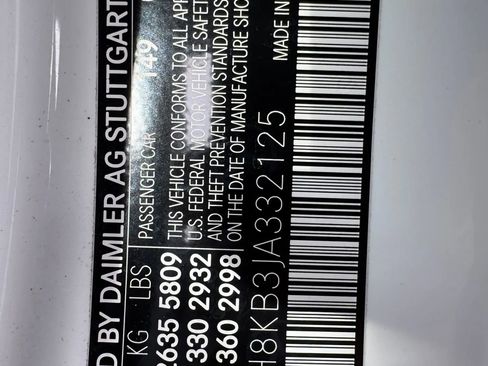 D BY DAIMLER AG STUTTGART
KG LBS
2635 5809
330 2932
360 2998
PASSENGER CAR 149
THIS VEHICLE CONFORMS TO ALL APP
U.S. FEDERAL MOTOR VEHICLE SAFET
AND THEFT PREVENTION STANDARDS
ON THE DATE OF MANUFACTURE SHO
H8KB3JA332125
MADE IN